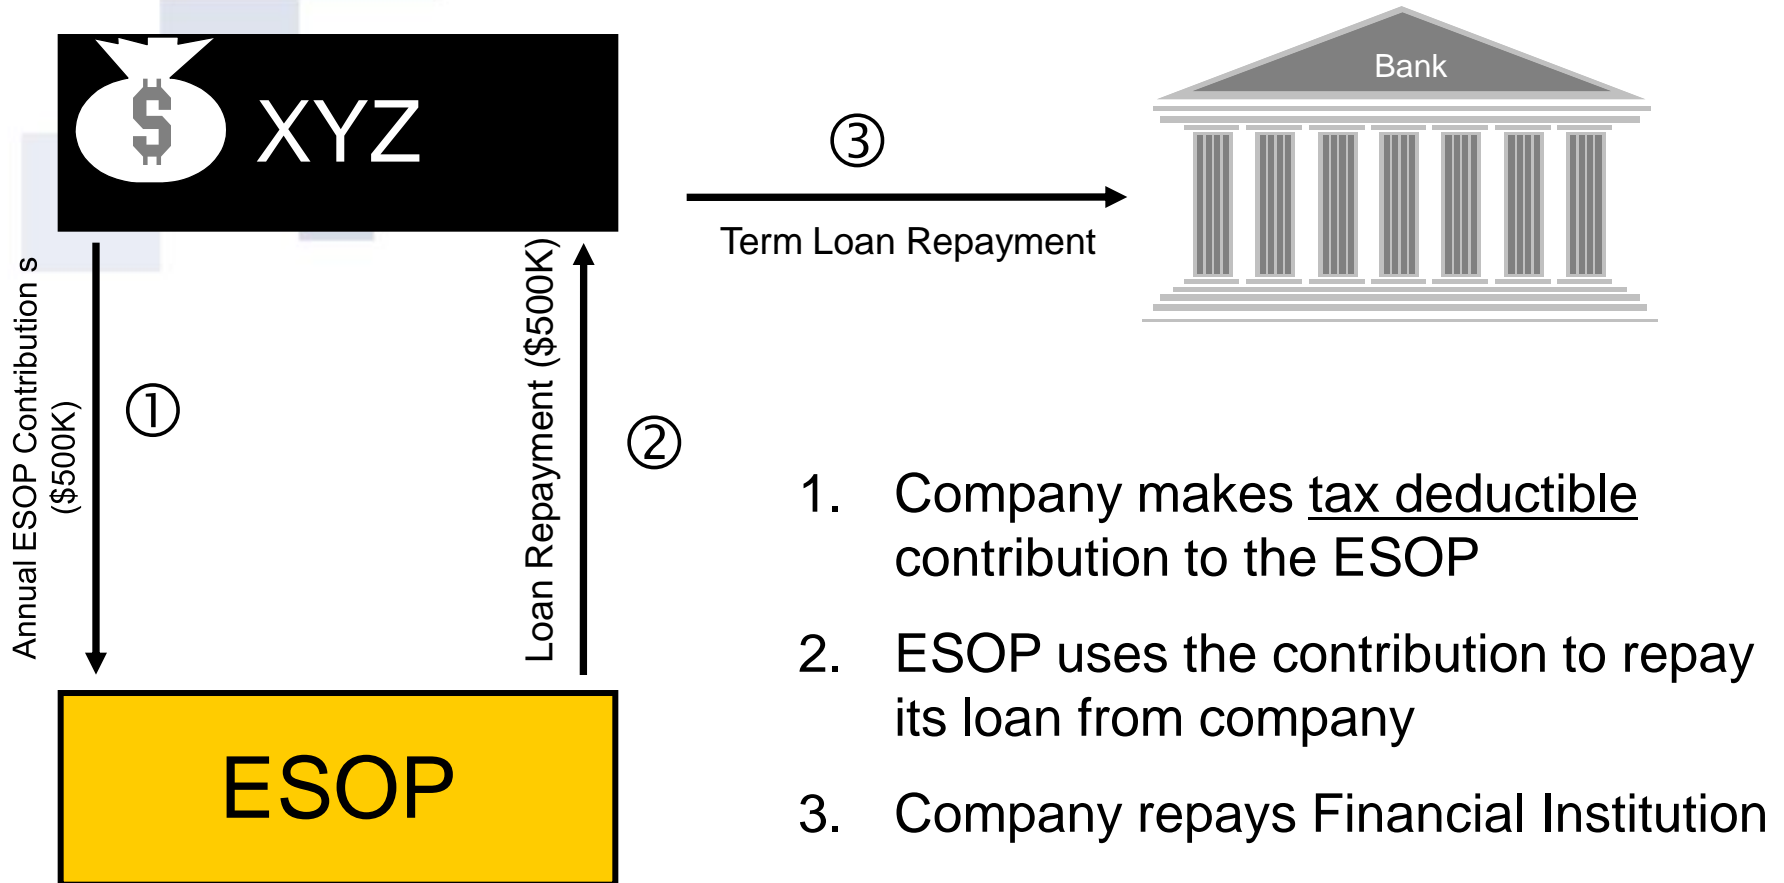 $ XYZ
Bank
③
Term Loan Repayment
Annual ESOP Contribution s
($500K)
①
Loan Repayment ($500K)
②
1. Company makes tax deductible
contribution to the ESOP
2. ESOP uses the contribution to repay
its loan from company
3. Company repays Financial Institution
ESOP